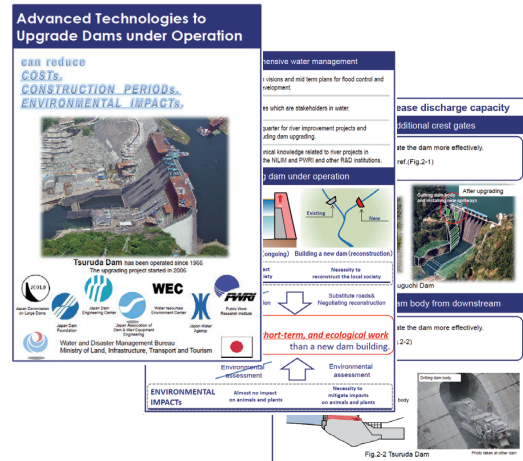 Advanced Technologies to
Upgrade Dams under Operation
can reduce
COSTs,
CONSTRUCTION PERIODs,
ENVIRONMENTAL IMPACTs.
Tsuruda Dam has been operated since 1966
The upgrading project started in 2006
JCOLD
Japan Commission
on Large Dams
Japan Dam
Foundation
Japan Dam
Engineering Center
Japan Association of
Dam & Weir Equipment
Engineering
WEC
Water resources
Environment Center
Japan Water
Agency
PWRI
Public Work
Research Institute
Water and Disaster Management Bureau
Ministry of Land, Infrastructure, Transport and Tourism
hensive water management
visions and mid term plans for flood control and
velopment.
es which are stakeholders in water.
quarter for river improvement projects and
uding dam upgrading.
nical knowledge related to river projects in
the NILIM and PWRI and other R&D institutions.
g dam under operation
Existing
New
(ongoing)
Building a new dam (reconstruction)
ct
iety
Necessity to
reconstruct the local society
Substitute roads&
Negotiating reconstruct
hort-term, and ecological work
than a new dam building.
Environmental
assessment
Environmental
assessment
ENVIRONMENTAL
IMPACTs
Almost no impact
on animals and plants
Necessity to
mitigate impacts
on animals and plants
ease discharge capacity
dditional crest gates
ate the dam more effectively.
ref.(Fig.2-1)
Cutting dam body
and installing new spillways
After upgrading
uguchi Dam
am body from downstream
ate the dam more effectively.
.2-2)
Drilling dam body
body
Photo taken at other dam
Fig.2-2 Tsuruda Dam